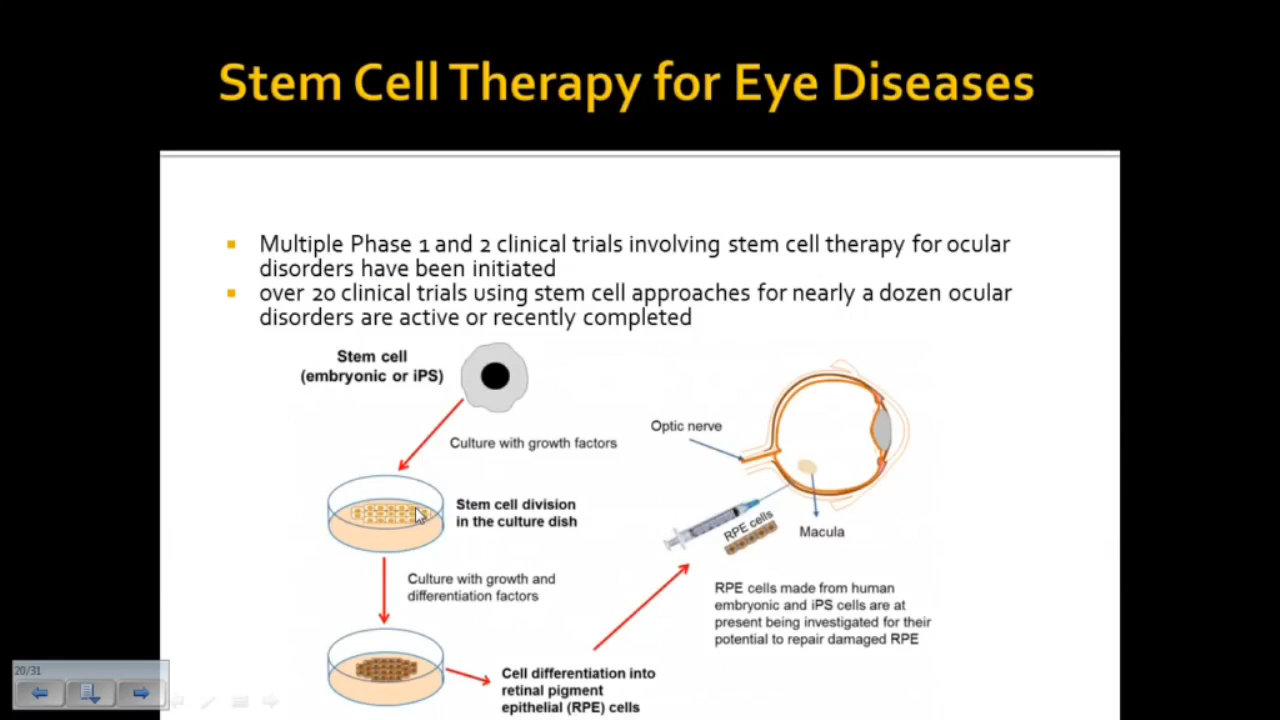 Stem Cell Therapy for Eye Diseases
Multiple Phase 1 and 2 clinical trials involving stem cell therapy for ocular
disorders have been initiated
over 20 clinical trials using stem cell approaches for nearly a dozen ocular
disorders are active or recently completed
Stem cell
(embryonic or iPS)
Culture with growth factors
Stem cell division
in the culture dish
Culture with growth and
differentiation factors
Cell differentiation into
retinal pigment
epithelial (RPE) cells
Optic nerve
RPE cells
Macula
RPE cells made from human
embryonic and iPS cells are at
present being investigated for their
potential to repair damaged RPE
20/31